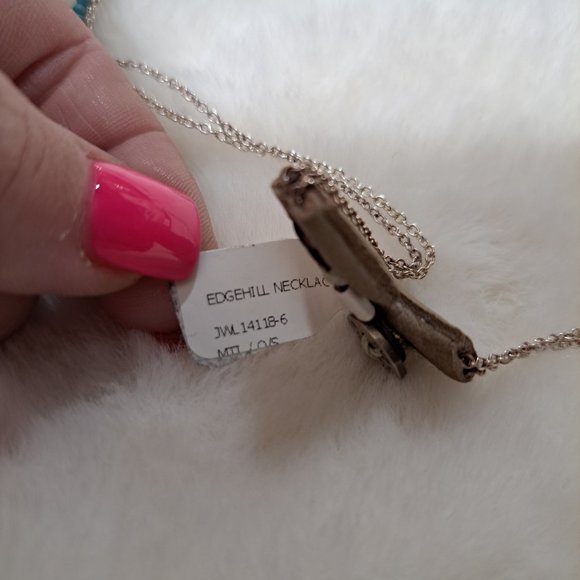 EDGEHILL NECKLAC
JWL14118-6
MTL / O/S